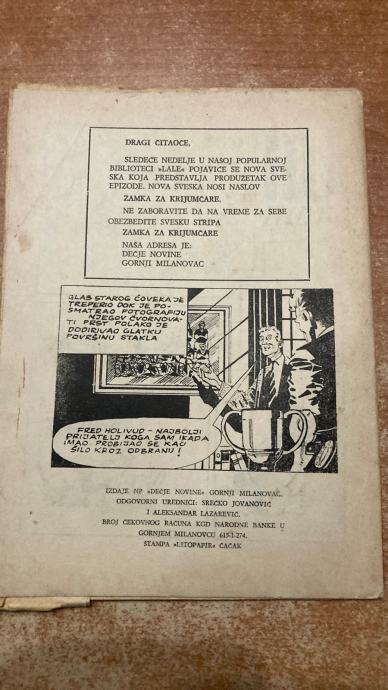 DRAGI ČITAOČE,
SLEDEĆE NEDELJE U NAŠOJ POPULARNOJ
BIBLIOTECI »LALE« POJAVIĆE SE NOVA SVE-
SKA KOJA PREDSTAVLJA PRODUŽETAK OVE
EPIZODE. NOVA SVESKA NOSI NASLOV
ZAMKA ZA KRIJUMČARE.
NE ZABORAVITE DA NA VREME ZA SEBE
OBEZBEDITE SVESKU STRIPA
ZAMKA ZA KRIJUMČARE
NAŠA ADRESA JE:
DEČJE NOVINE
GORNJI MILANOVAC
GLAS STAROG ČOVEKA JE
TREPERIO DOK JE PO-
SMATRAO FOTOGRAFIJU
NJEGOV ČVORNOVA-
TI PRST POLAKO JE
DODIRIVAO GLATKU
POVRŠINU STAKLA
FRED HOLIVUD - NAJBOLJI
PRIJATELJ KOGA SAM IKADA
IMAO PROBIJAO SE KAO
ŠILO KROZ ODBRANU!
IZDAJE NP »DEČJE NOVINE« GORNJI MILANOVAC.
ODGOVORNI UREDNICI: SREĆKO JOVANOVIĆ
I ALEKSANDAR LAZAREVIĆ.
BROJ ČEKOVNOG RAČUNA KOD NARODNE BANKE U
GORNJEM MILANOVCU 615-1-274.
ŠTAMPA »LITOPAPIR« ČAČAK